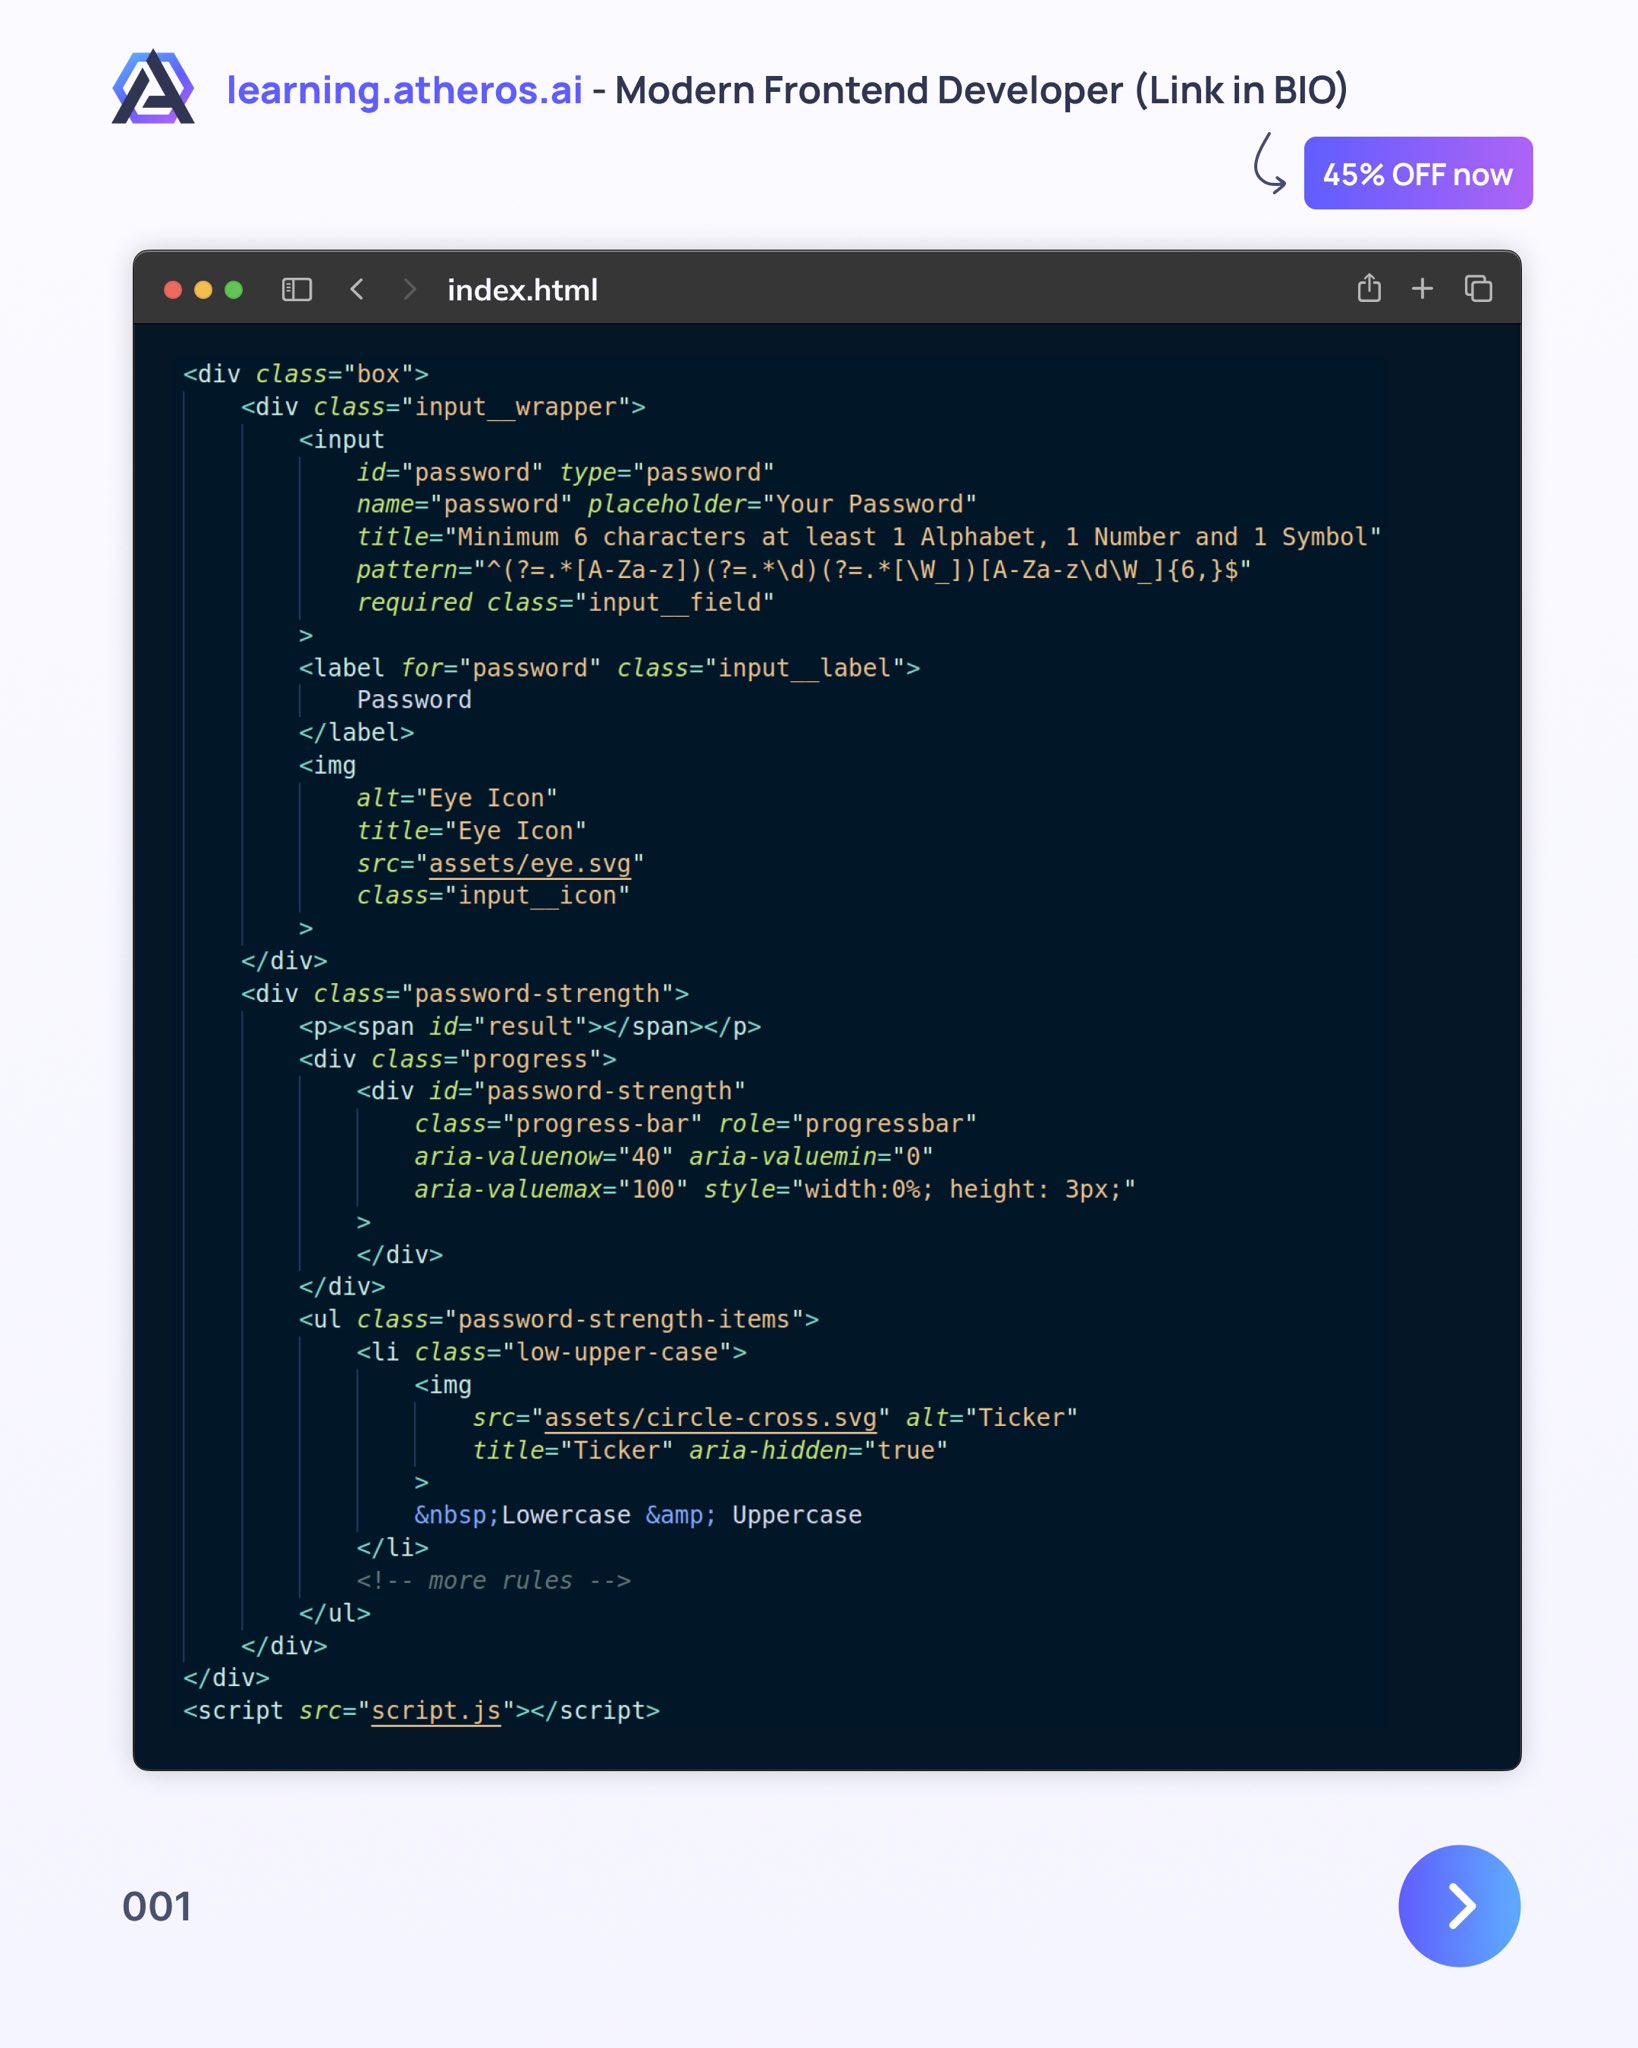 learning.atheros.ai - Modern Frontend Developer (Link in BIO)
45% OFF now
index.html
<div class="box">
    <div class="input__wrapper">
        <input
            id="password" type="password"
            name="password" placeholder="Your Password"
            title="Minimum 6 characters at least 1 Alphabet, 1 Number and 1 Symbol"
            pattern="^(?=.*[A-Za-z])(?=.*\d)(?=.*[\W_])[A-Za-z\d\W_]{6,}$"
            required class="input__field"
        >
        <label for="password" class="input__label">
            Password
        </label>
        <img
            alt="Eye Icon"
            title="Eye Icon"
            src="assets/eye.svg"
            class="input__icon"
        >
    </div>
    <div class="password-strength">
        <p><span id="result"></span></p>
        <div class="progress">
            <div id="password-strength"
                class="progress-bar" role="progressbar"
                aria-valuenow="40" aria-valuemin="0"
                aria-valuemax="100" style="width:0%; height: 3px;"
            >
            </div>
        </div>
        <ul class="password-strength-items">
            <li class="low-upper-case">
                <img
                    src="assets/circle-cross.svg" alt="Ticker"
                    title="Ticker" aria-hidden="true"
                >
                &nbsp;Lowercase &amp; Uppercase
            </li>
            <!-- more rules -->
        </ul>
    </div>
</div>
<script src="script.js"></script>
001